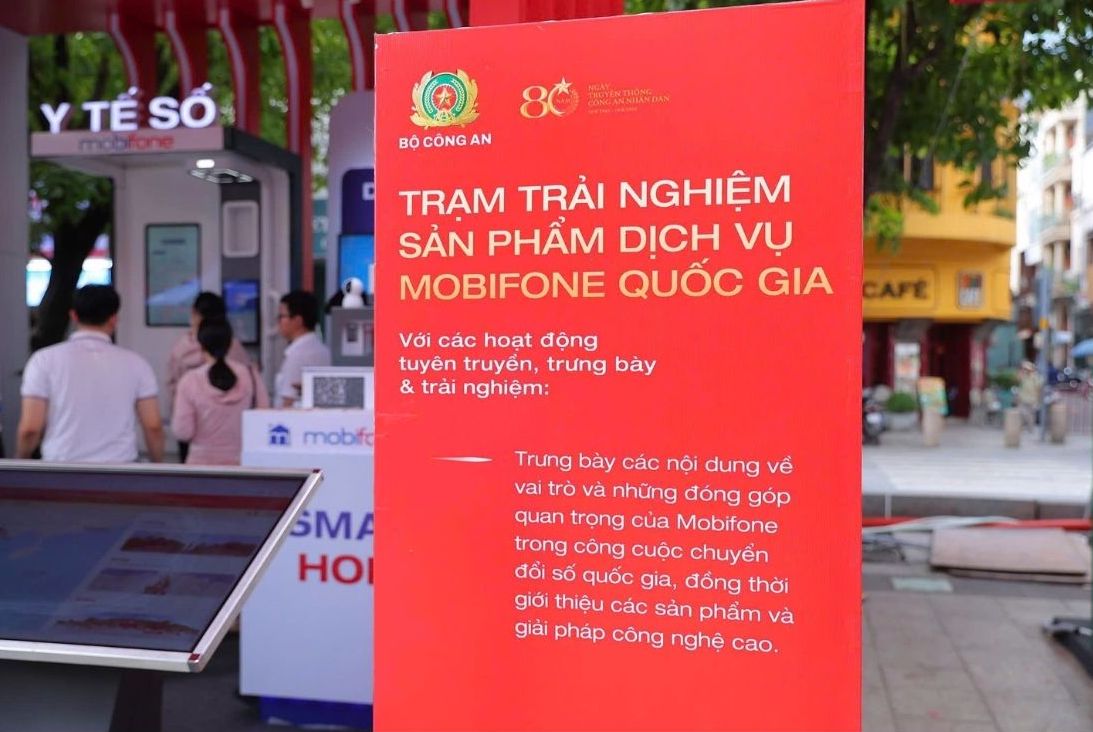 Y TẾ SỐ
mobifone
BỘ CÔNG AN
80 NĂM
NGÀY
TRUYỀN THỐNG
CÔNG AN NHÂN DÂN
TRẠM TRẢI NGHIỆM
SẢN PHẨM DỊCH VỤ
MOBIFONE QUỐC GIA
Với các hoạt động
tuyên truyền, trưng bày
& trải nghiệm:
Trưng bày các nội dung về
vai trò và những đóng góp
quan trọng của Mobifone
trong công cuộc chuyển
đổi số quốc gia, đồng thời
giới thiệu các sản phẩm và
giải pháp công nghệ cao.
mobifo
SMA
HO
CAFÉ